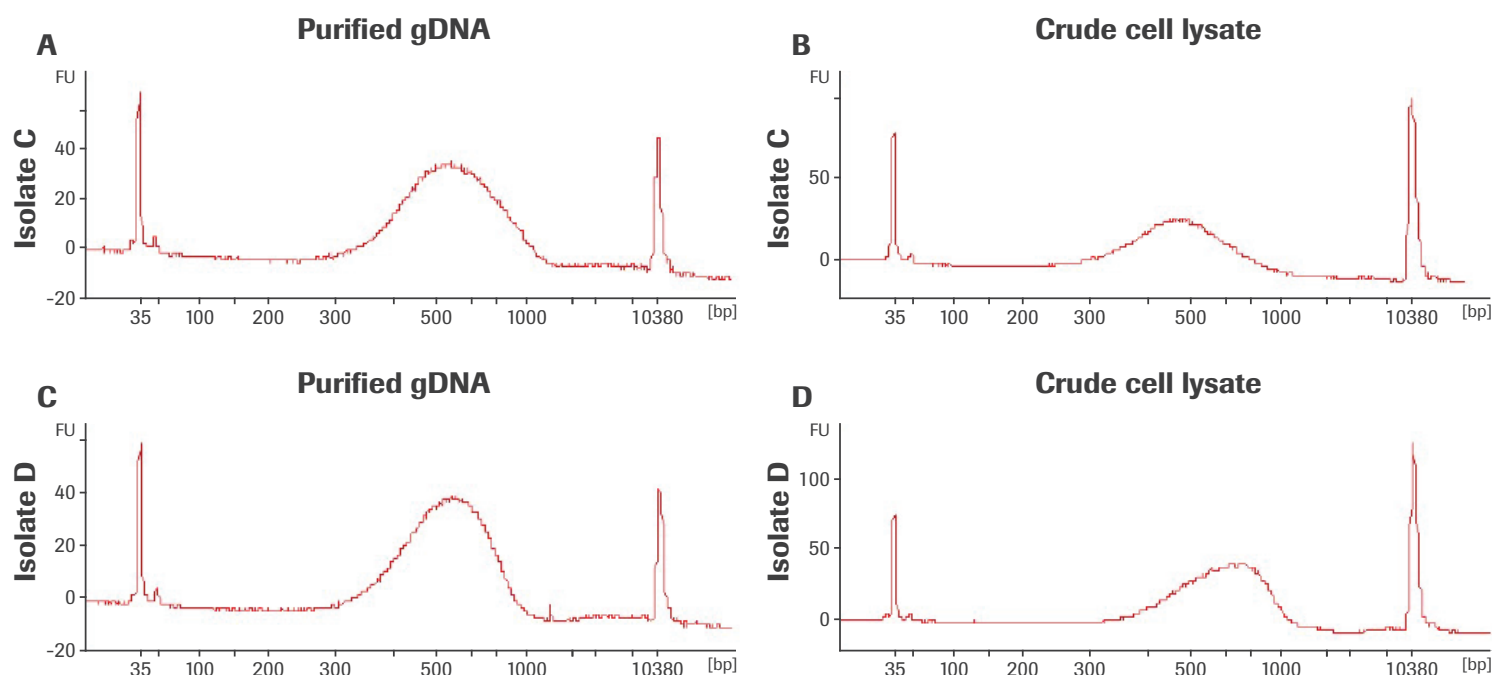 Purified gDNA
Crude cell lysate
A
B
FU
FU
Isolate C
Isolate C
40
20
0
-20
50
0
35 100 200 300 500 1000 10380 [bp]
35 100 200 300 500 1000 10380 [bp]
Purified gDNA
Crude cell lysate
C
D
FU
FU
Isolate D
Isolate D
40
20
0
-20
100
50
0
35 100 200 300 500 1000 10380 [bp]
35 100 200 300 500 1000 10380 [bp]